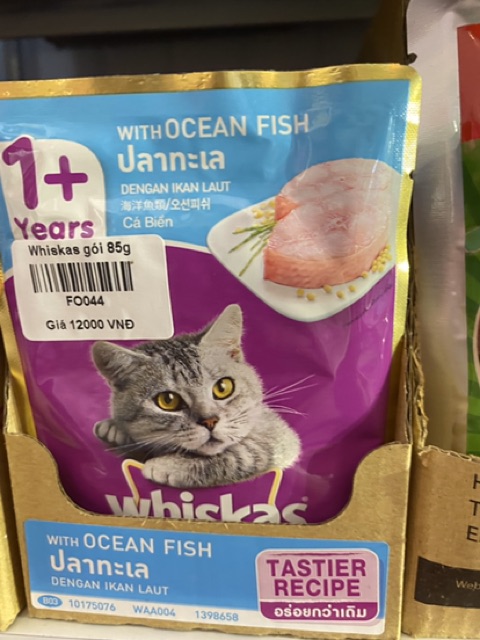 WITH OCEAN FISH
ปลาทะเล
DENGAN IKAN LAUT
海洋魚類/오션피쉬
Cá Biển
1+
Years
Whiskas gói 85g
FO044
Giá 12000 VNĐ
whiskas
WITH OCEAN FISH
ปลาทะเล
DENGAN IKAN LAUT
TASTIER
RECIPE
อร่อยกว่าเดิม
B03 10175076 WAA004 1398658